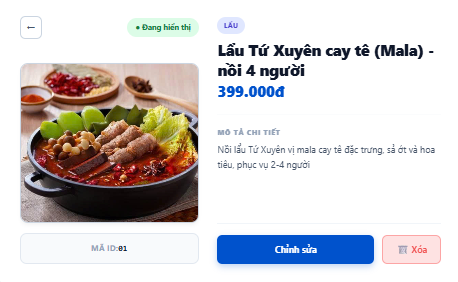 ←
• Đang hiển thị
LẨU
Lẩu Tứ Xuyên cay tê (Mala) -
nồi 4 người
399.000đ
MÔ TẢ CHI TIẾT
Nồi lẩu Tứ Xuyên vị mala cay tê đặc trưng, sả ớt và hoa
tiêu, phục vụ 2-4 người
MÃ ID:01
Chỉnh sửa
Xóa